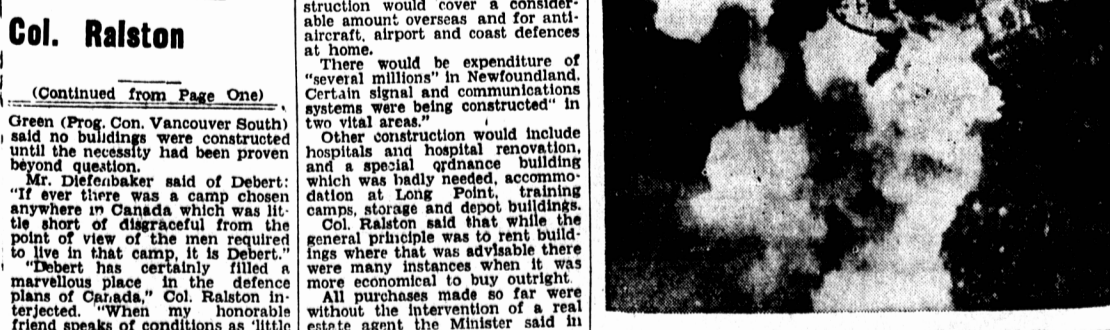 Col. Ralston
(Continued from Page One)
Green (Prog. Con. Vancouver South)
said no buildings were constructed
until the necessity had been proven
beyond question.
Mr. Diefenbaker said of Debert:
"If ever there was a camp chosen
anywhere in Canada which was lit-
tle short of disgraceful from the
point of view of the men required
to live in that camp, it is Debert."
"Debert has certainly filled a
marvellous place in the defence
plans of Canada," Col. Ralston in-
terjected. "When my honorable
friend speaks of conditions as 'little
struction would cover a consider-
able amount overseas and for anti-
aircraft, airport and coast defences
at home.
There would be expenditure of
"several millions" in Newfoundland.
Certain signal and communications
systems were being constructed" in
two vital areas."
Other construction would include
hospitals and hospital renovation,
and a special qrdnance building
which was badly needed, accommo-
dation at Long Point, training
camps, storage and depot buildings.
Col. Ralston said that while the
general principle was to rent build-
ings where that was advisable there
were many instances when it was
more economical to buy outright.
All purchases made so far were
without the intervention of a real
estate agent the Minister said in